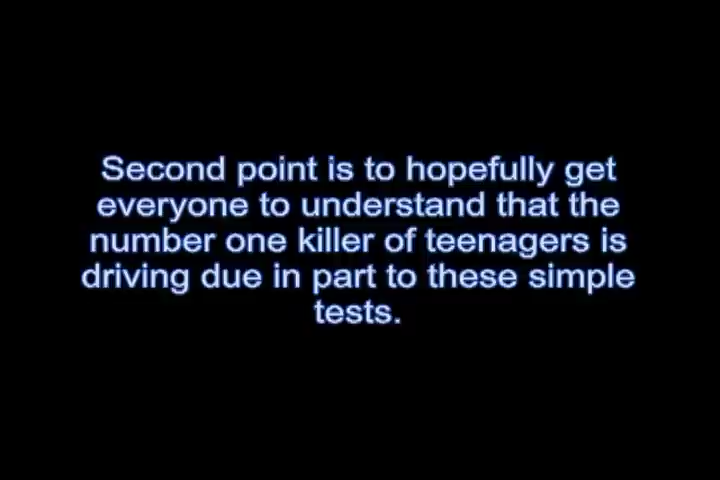 Second point is to hopefully get
everyone to understand that the
number one killer of teenagers is
driving due in part to these simple
tests.